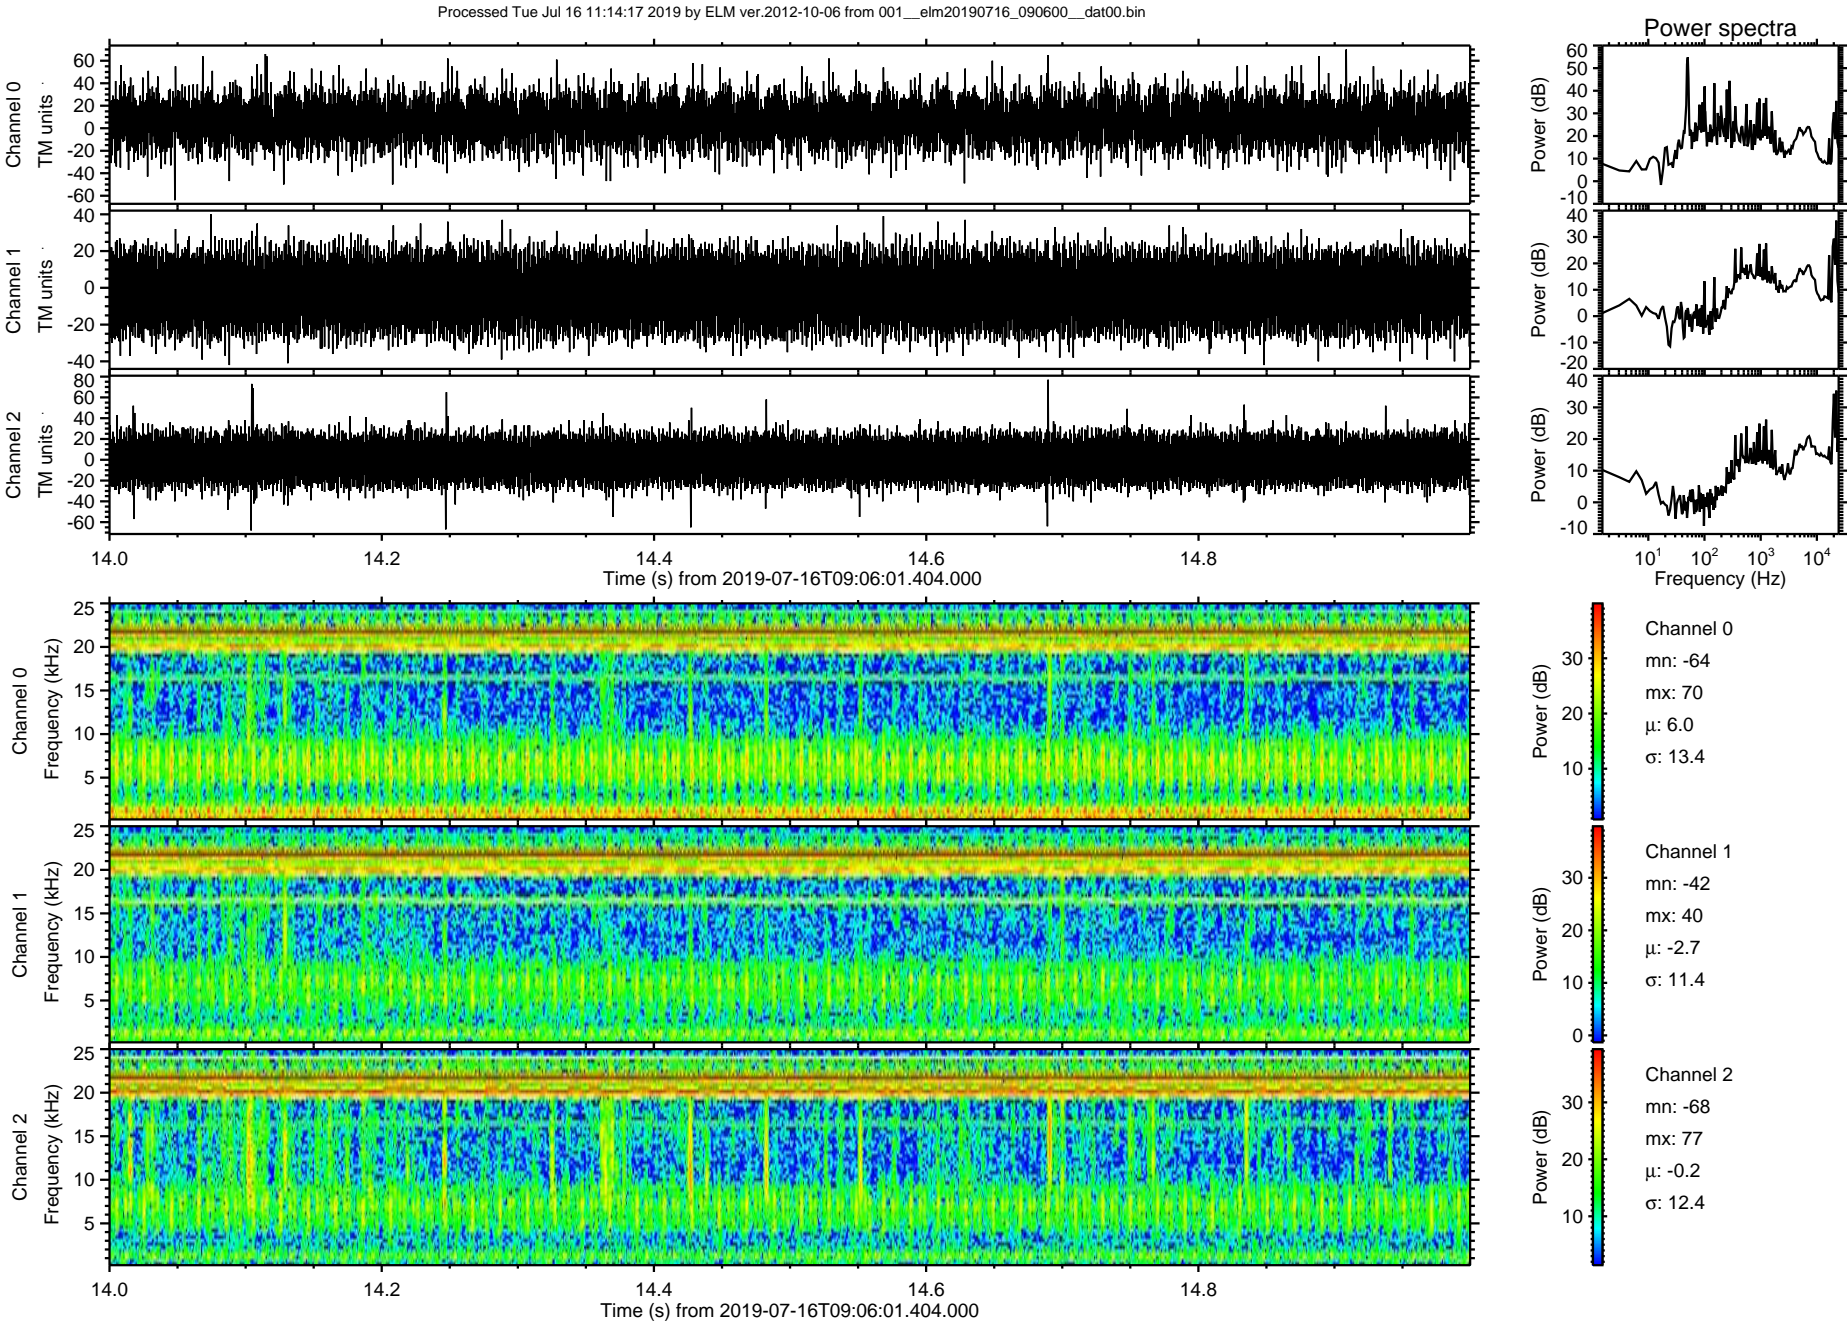 Processed Tue Jul 16 11:14:17 2019 by ELM ver.2012-10-06 from 001__elm20190716_090600__dat00.bin
Power spectra
Channel 0
TM units
60
40
20
0
-20
-40
-60
Power (dB)
60
50
40
30
20
10
0
-10
Channel 1
TM units
40
20
0
-20
-40
Power (dB)
40
30
20
10
0
-10
-20
Channel 2
TM units
80
60
40
20
0
-20
-40
-60
Power (dB)
40
30
20
10
0
-10
14.0 14.2 14.4 14.6 14.8
Time (s) from 2019-07-16T09:06:01.404.000
10^1 10^2 10^3 10^4
Frequency (Hz)
Channel 0
Frequency (kHz)
25
20
15
10
5
Power (dB)
30
20
10
Channel 0
mn: -64
mx: 70
μ: 6.0
σ: 13.4
Channel 1
Frequency (kHz)
25
20
15
10
5
Power (dB)
30
20
10
0
Channel 1
mn: -42
mx: 40
μ: -2.7
σ: 11.4
Channel 2
Frequency (kHz)
25
20
15
10
5
Power (dB)
30
20
10
Channel 2
mn: -68
mx: 77
μ: -0.2
σ: 12.4
14.0 14.2 14.4 14.6 14.8
Time (s) from 2019-07-16T09:06:01.404.000